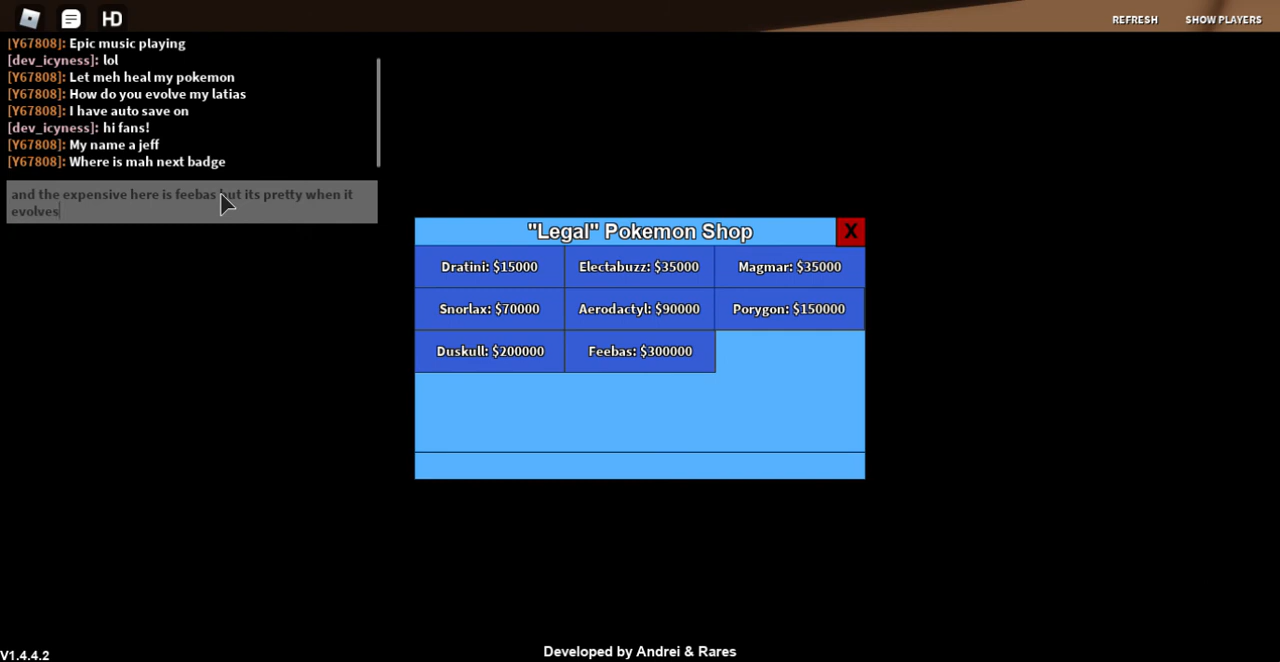 HD
REFRESH
SHOW PLAYERS
[Y67808]: Epic music playing
[dev_icyness]: lol
[Y67808]: Let meh heal my pokemon
[Y67808]: How do you evolve my latias
[Y67808]: I have auto save on
[dev_icyness]: hi fans!
[Y67808]: My name a jeff
[Y67808]: Where is mah next badge
and the expensive here is feebas but its pretty when it
evolves
"Legal" Pokemon Shop
X
Dratini: $15000
Electabuzz: $35000
Magmar: $35000
Snorlax: $70000
Aerodactyl: $90000
Porygon: $150000
Duskull: $200000
Feebas: $300000
V1.4.4.2
Developed by Andrei & Rares